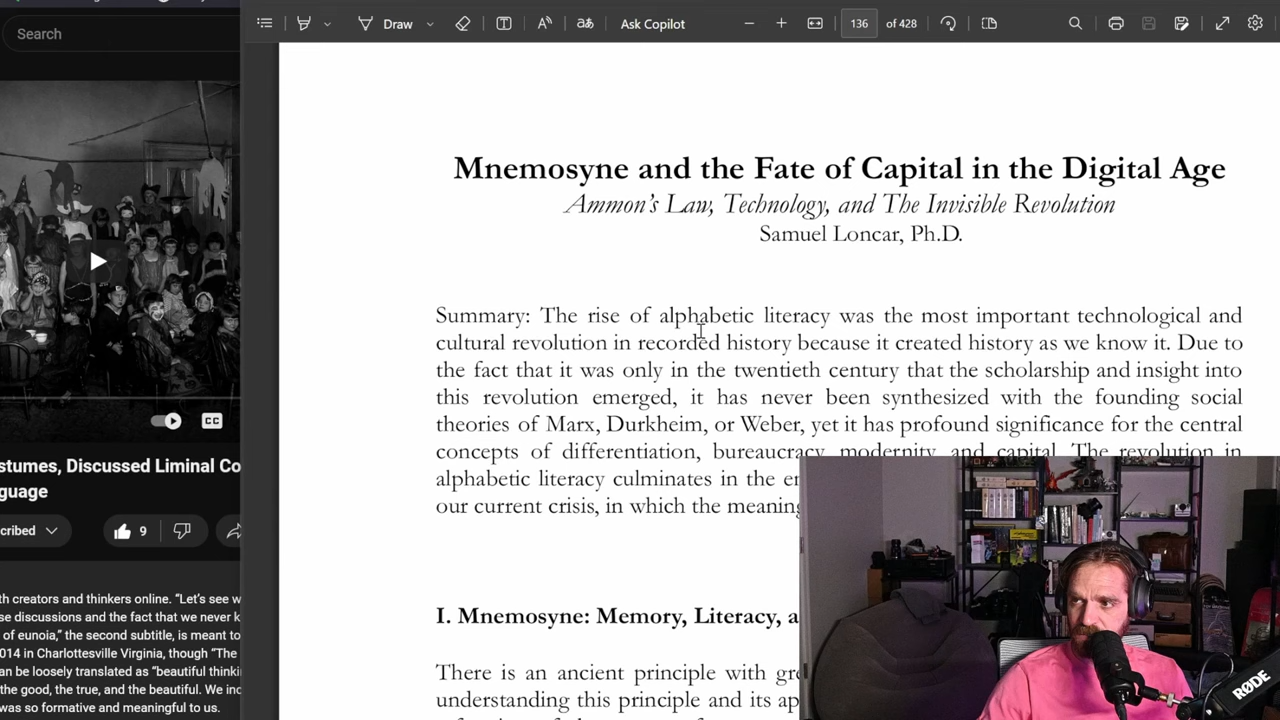 Search
CC
stumes, Discussed Liminal Co
guage
cribed
9
th creators and thinkers online. “Let’s see w
se discussions and the fact that we never k
of eunoia,” the second subtitle, is meant to
014 in Charlottesville Virginia, though “The
an be loosely translated as “beautiful thinki
the good, the true, and the beautiful. We inc
was so formative and meaningful to us.
Draw
Ask Copilot
136 of 428
Mnemosyne and the Fate of Capital in the Digital Age
Ammon’s Law, Technology, and The Invisible Revolution
Samuel Loncar, Ph.D.
Summary: The rise of alphabetic literacy was the most important technological and
cultural revolution in recorded history because it created history as we know it. Due to
the fact that it was only in the twentieth century that the scholarship and insight into
this revolution emerged, it has never been synthesized with the founding social
theories of Marx, Durkheim, or Weber, yet it has profound significance for the central
concepts of differentiation, bureaucracy, modernity, and capital. The revolution in
alphabetic literacy culminates in the
our current crisis, in which the meaning
I. Mnemosyne: Memory, Literacy, a
There is an ancient principle with
understanding this principle and its ap
RØDE